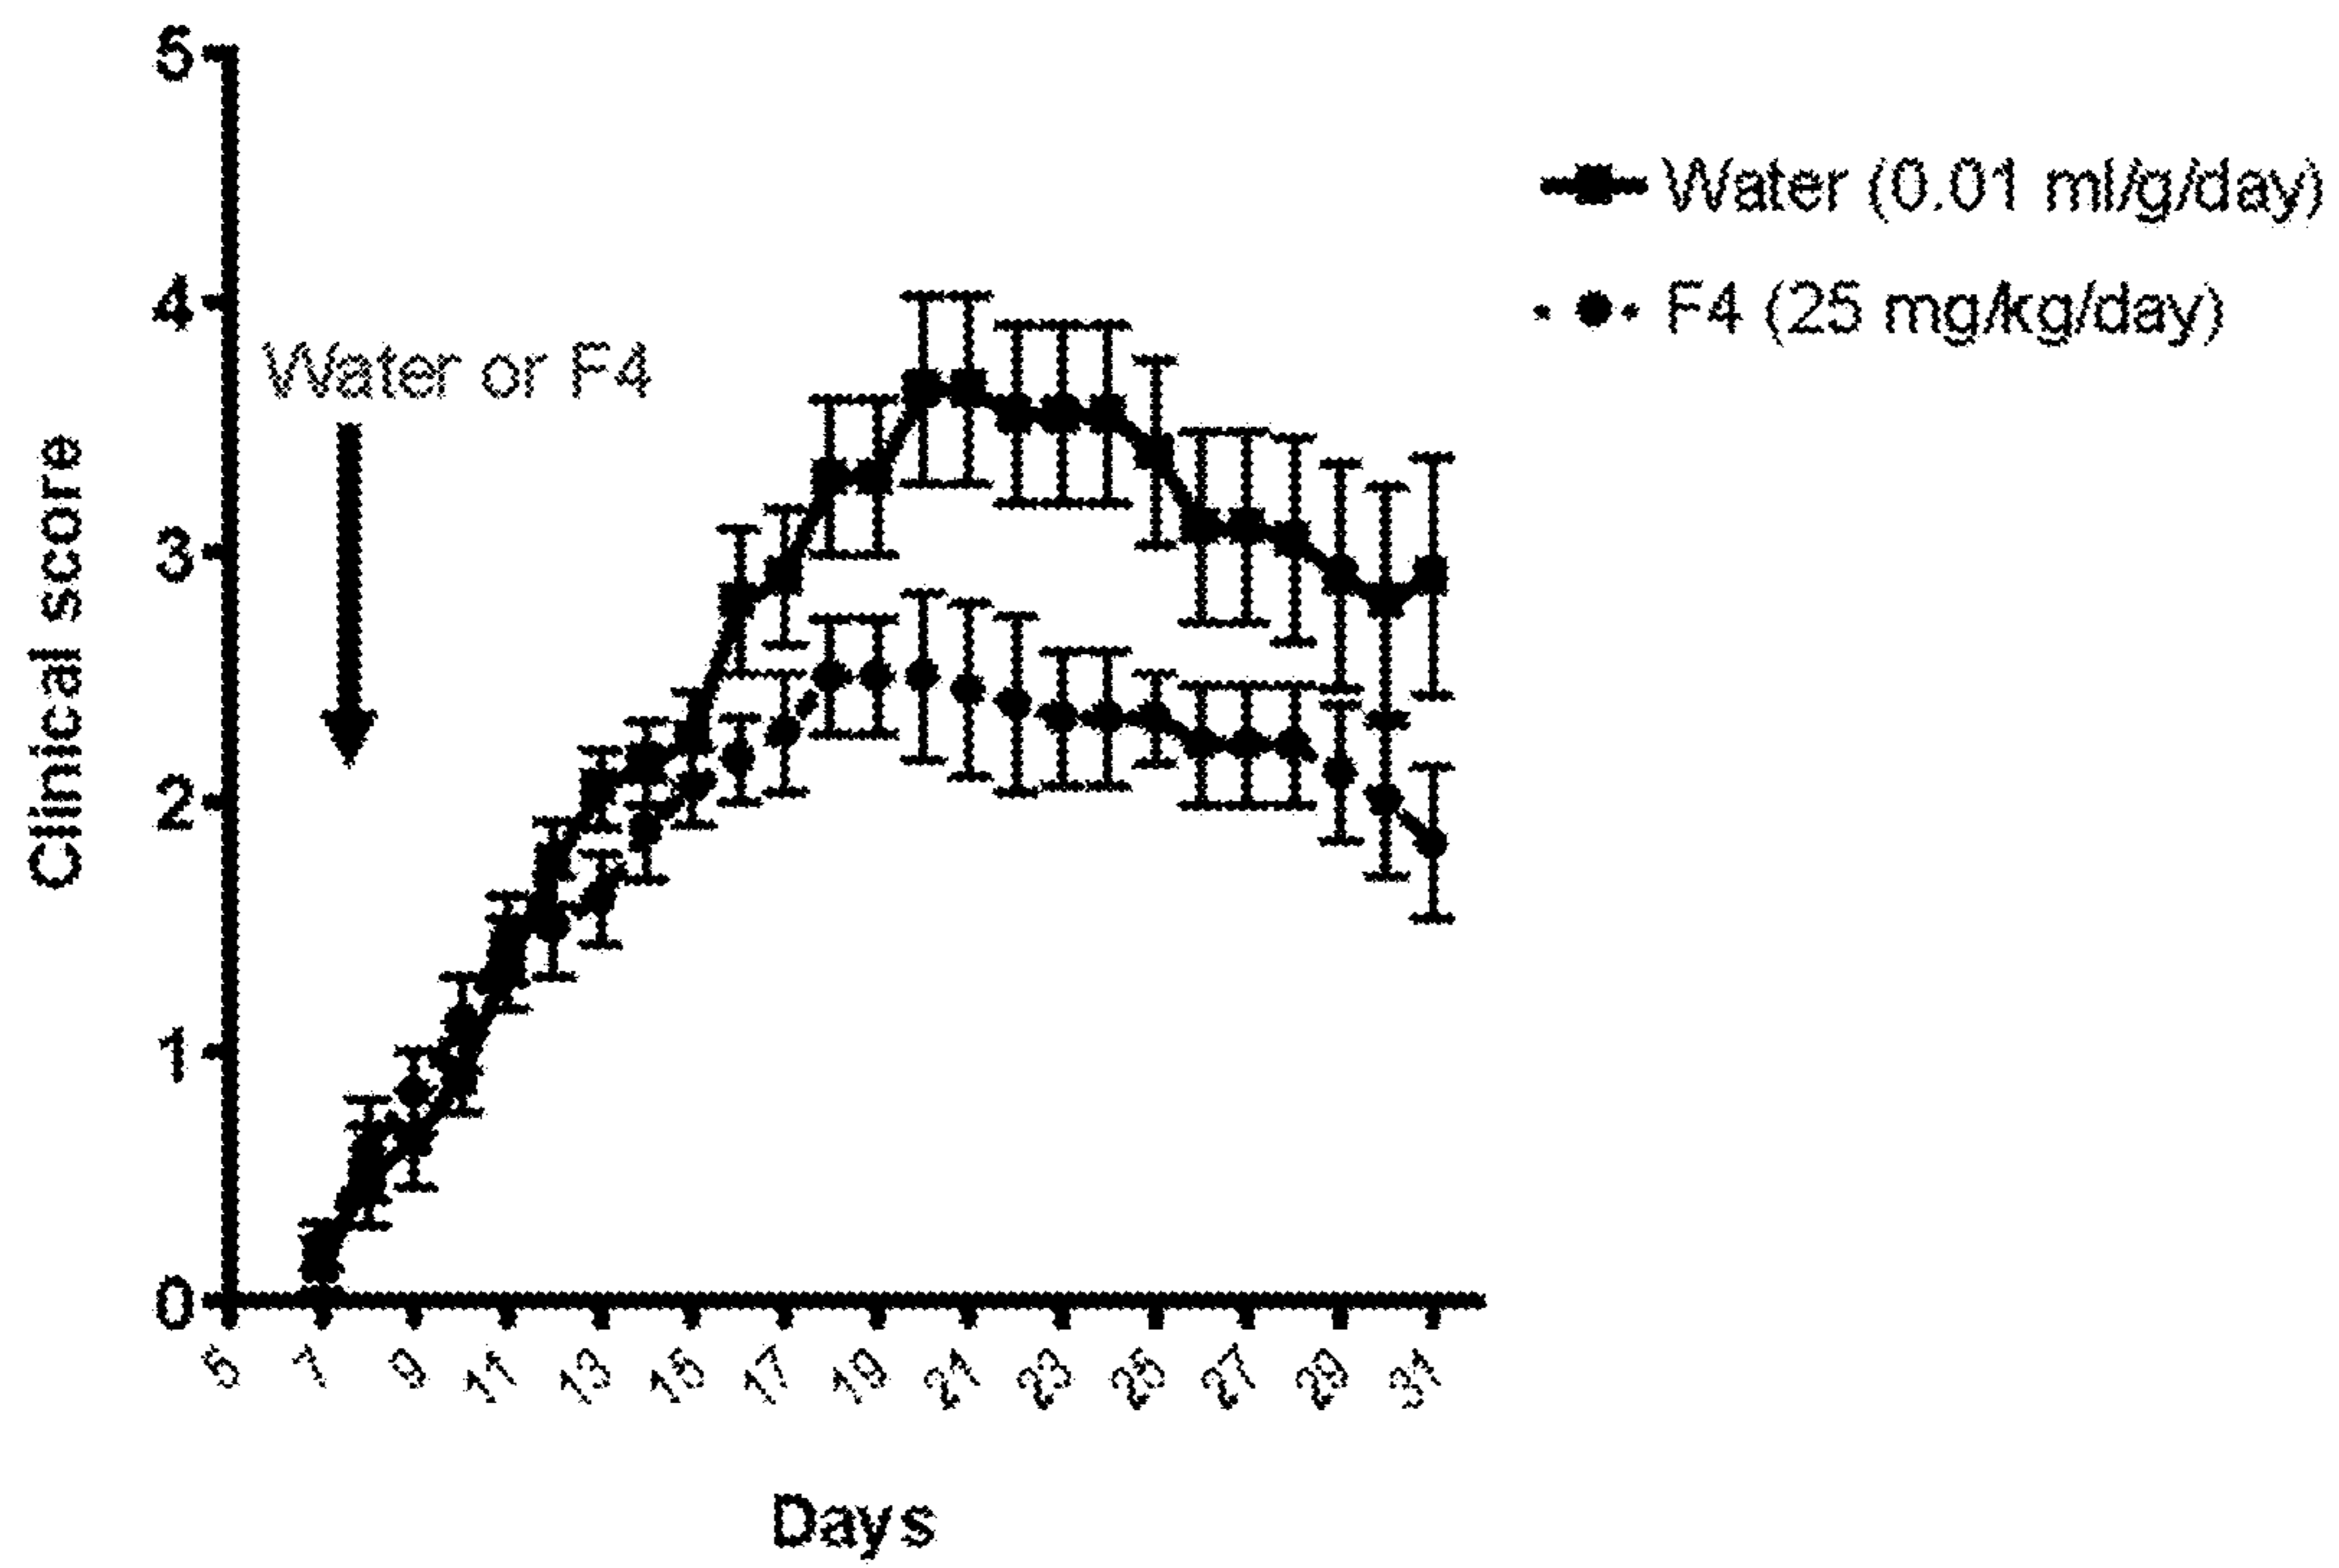 5
4
3
2
1
0
Clinical score
Water or F4
Water (0.01 ml/g/day)
F4 (25 mg/kg/day)
5 7 9 11 13 15 17 19 21 23 25 27 29 31
Days